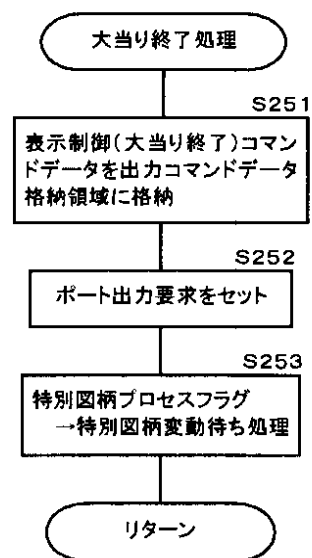 大当り終了処理
S251
表示制御(大当り終了)コマン
ドデータを出力コマンドデータ
格納領域に格納
S252
ポート出力要求をセット
S253
特別図柄プロセスフラグ
→特別図柄変動待ち処理
リターン